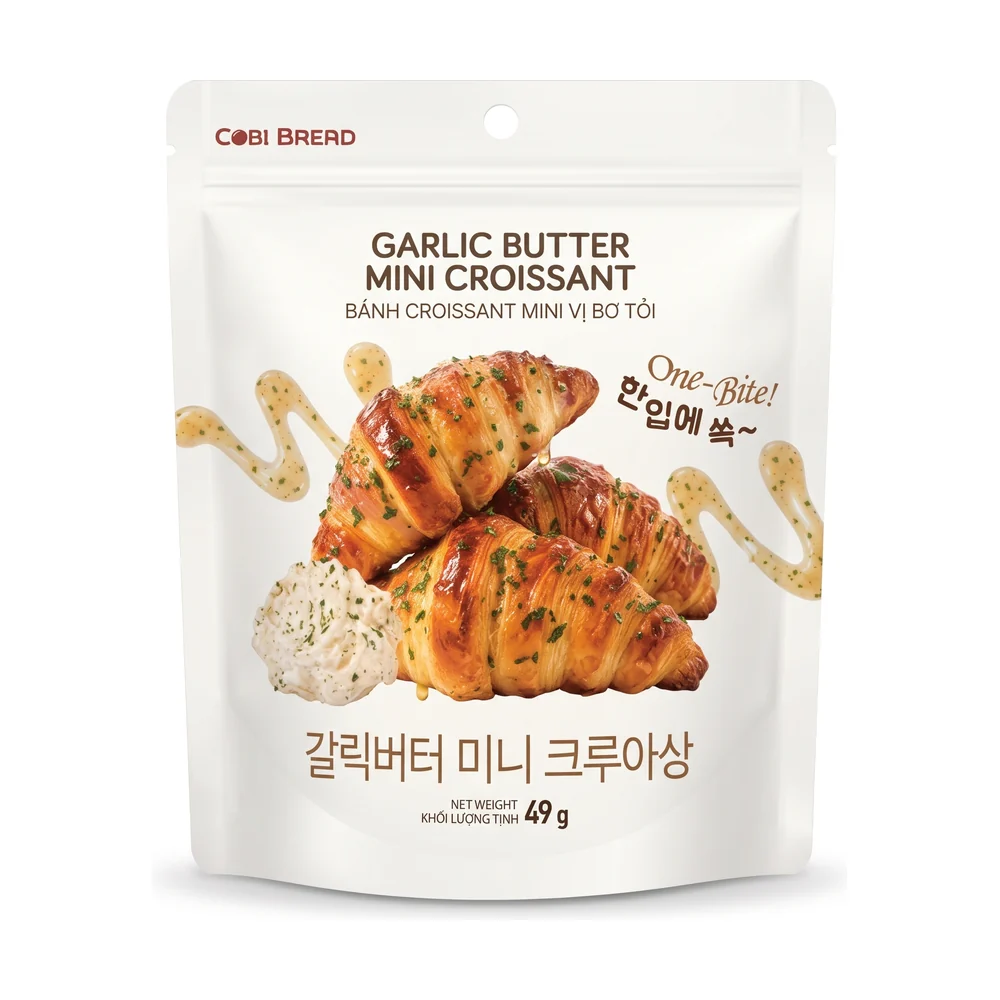 COBI BREAD
GARLIC BUTTER
MINI CROISSANT
BÁNH CROISSANT MINI VỊ BƠ TỎI
One-Bite!
한입에 쏙~
갈릭버터 미니 크루아상
NET WEIGHT
KHỐI LƯỢNG TỊNH 49 g